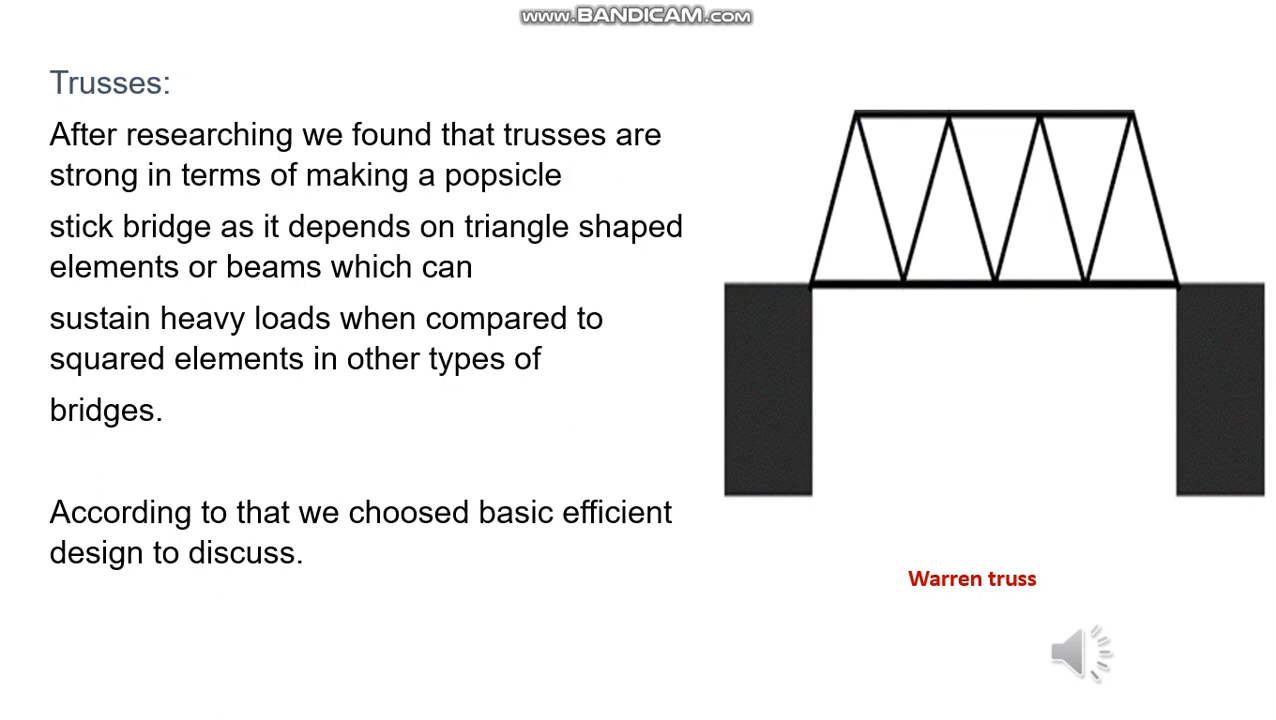 www.BANDICAM.com
Trusses:
After researching we found that trusses are
strong in terms of making a popsicle
stick bridge as it depends on triangle shaped
elements or beams which can
sustain heavy loads when compared to
squared elements in other types of
bridges.
According to that we choosed basic efficient
design to discuss.
Warren truss